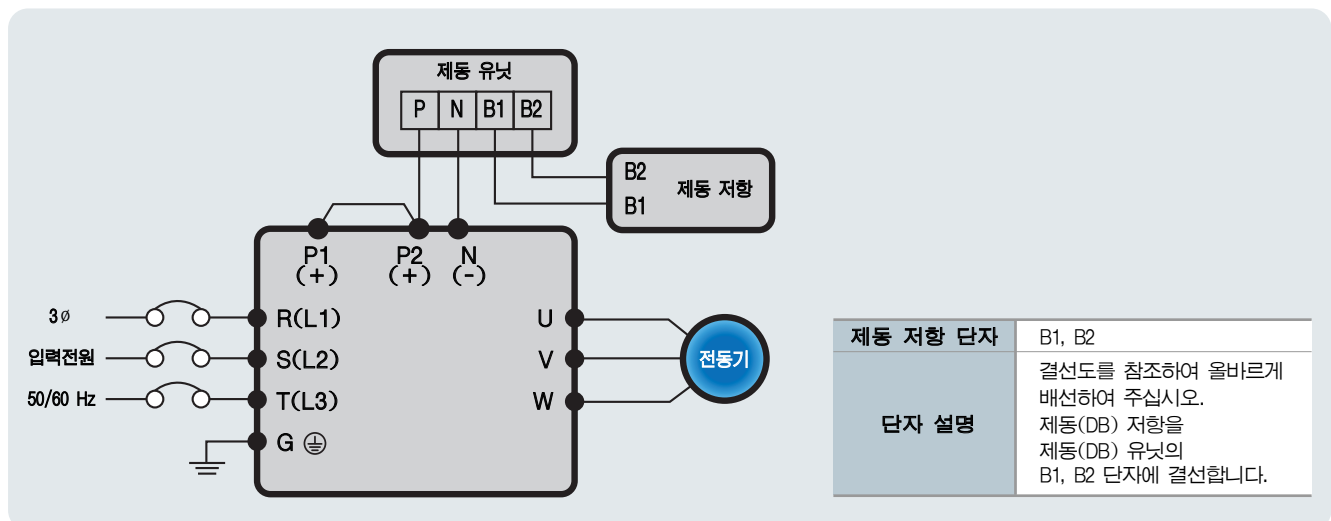 제동 유닛
P N B1 B2
B2
제동 저항
B1
P1
(+)
P2
(+)
N
(-)
3ø
R(L1)
U
입력전원
S(L2)
V
전동기
50/60 Hz
T(L3)
W
G
제동 저항 단자
B1, B2
단자 설명
결선도를 참조하여 올바르게
배선하여 주십시오.
제동(DB) 저항을
제동(DB) 유닛의
B1, B2 단자에 결선합니다.